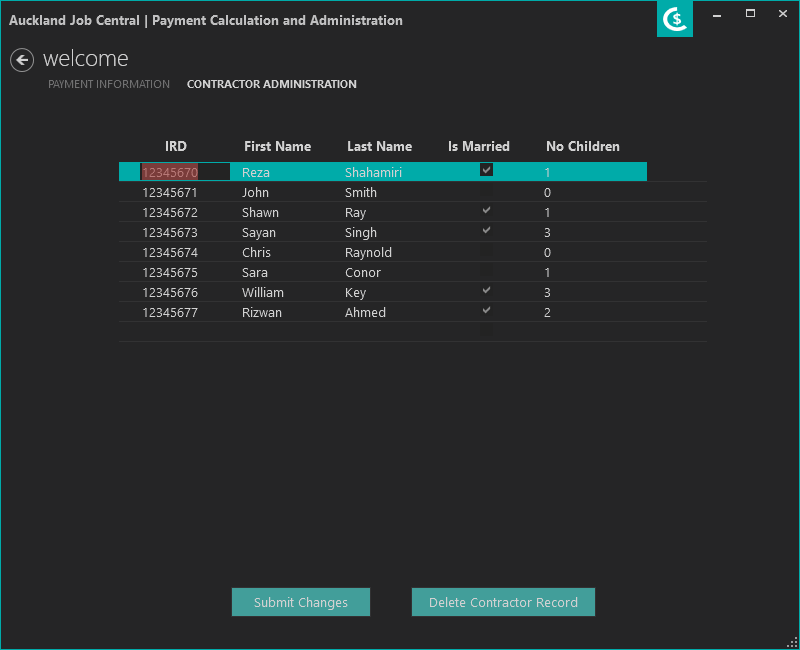 Auckland Job Central | Payment Calculation and Administration
welcome
PAYMENT INFORMATION CONTRACTOR ADMINISTRATION
IRD First Name Last Name Is Married No Children
12345670 Reza Shahamiri 1
12345671 John Smith 0
12345672 Shawn Ray 1
12345673 Sayan Singh 3
12345674 Chris Raynold 0
12345675 Sara Conor 1
12345676 William Key 3
12345677 Rizwan Ahmed 2
Submit Changes Delete Contractor Record